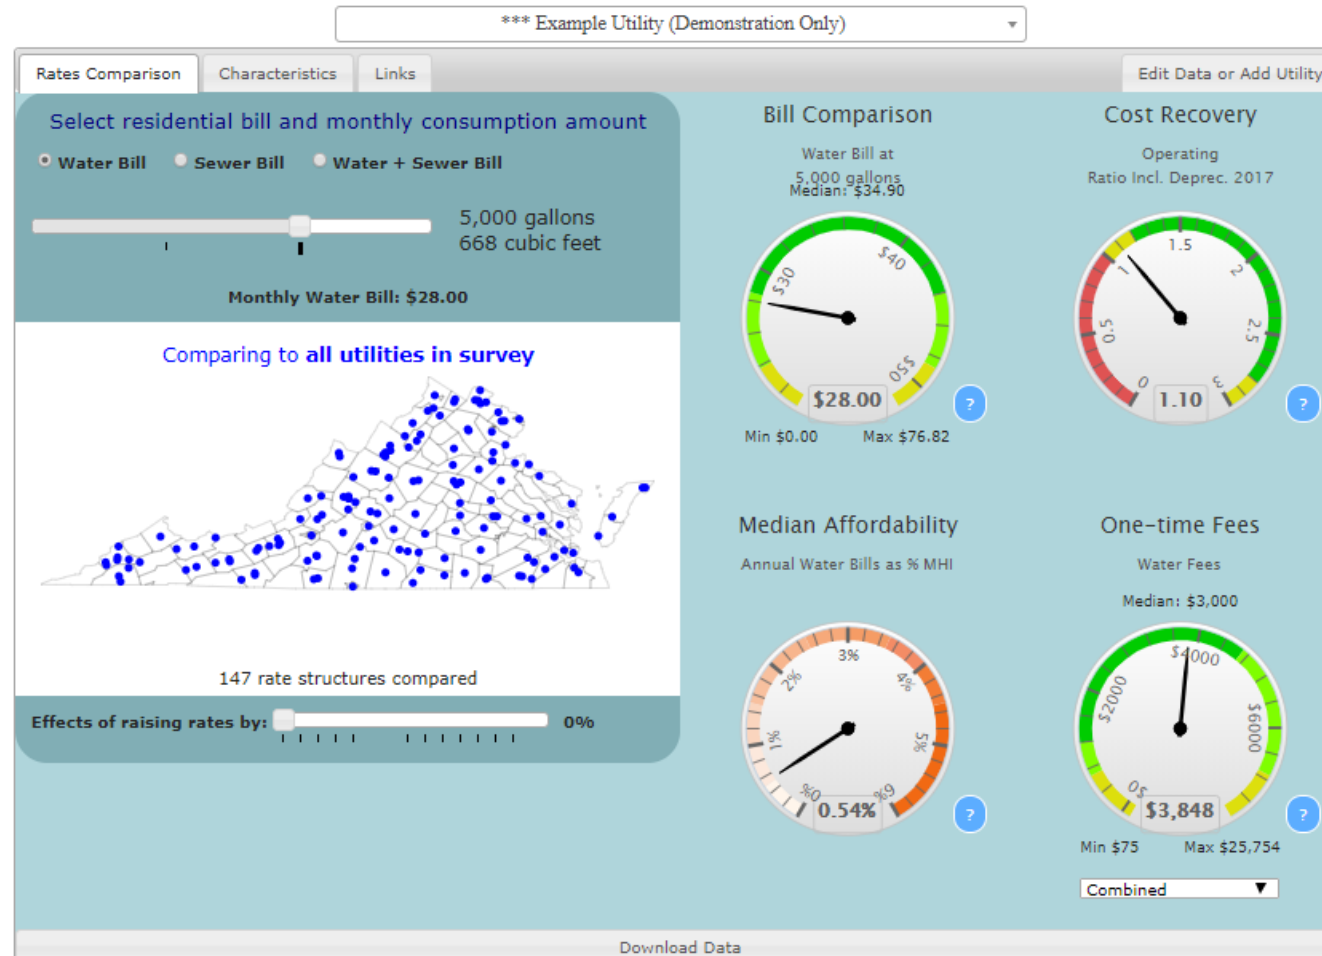 *** Example Utility (Demonstration Only)
Rates Comparison
Characteristics
Links
Edit Data or Add Utility
Select residential bill and monthly consumption amount
Water Bill
Sewer Bill
Water + Sewer Bill
5,000 gallons
668 cubic feet
Monthly Water Bill: $28.00
Comparing to all utilities in survey
147 rate structures compared
Effects of raising rates by:
0%
Bill Comparison
Water Bill at
5,000 gallons
Median: $34.90
$30
$40
$50
$28.00
Min $0.00
Max $76.82
?
Cost Recovery
Operating
Ratio Incl. Deprec. 2017
0
0.5
1
1.5
2
2.5
3
1.10
?
Median Affordability
Annual Water Bills as % MHI
0%
1%
2%
3%
4%
5%
6%
0.54%
?
One-time Fees
Water Fees
Median: $3,000
$0
$2000
$4000
$6000
$3,848
Min $75
Max $25,754
?
Combined
Download Data